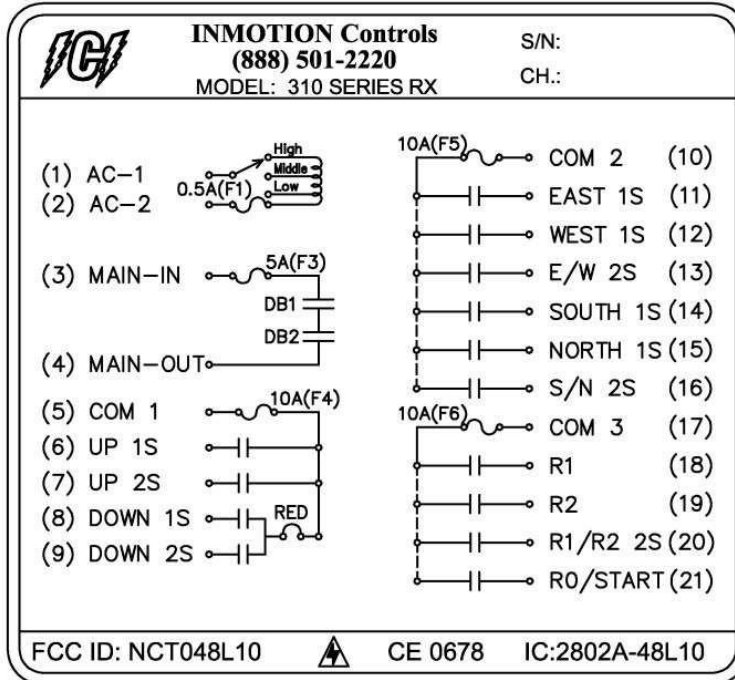 ICI
INMOTION Controls
(888) 501-2220
MODEL: 310 SERIES RX
S/N:
CH.:
(1) AC-1
(2) AC-2
0.5A(F1)
High
Middle
Low
(3) MAIN-IN
5A(F3)
DB1
DB2
(4) MAIN-OUT
(5) COM 1
10A(F4)
(6) UP 1S
(7) UP 2S
(8) DOWN 1S
RED
(9) DOWN 2S
10A(F5)
COM 2 (10)
EAST 1S (11)
WEST 1S (12)
E/W 2S (13)
SOUTH 1S (14)
NORTH 1S (15)
S/N 2S (16)
10A(F6)
COM 3 (17)
R1 (18)
R2 (19)
R1/R2 2S (20)
R0/START (21)
FCC ID: NCT048L10
CE 0678
IC:2802A-48L10